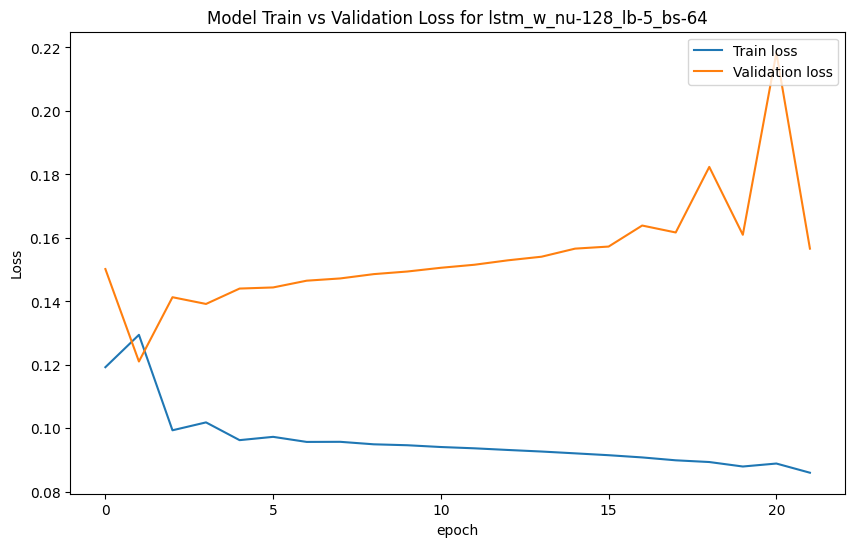 Model Train vs Validation Loss for lstm_w_nu-128_lb-5_bs-64
Train loss
Validation loss
0.22
0.20
0.18
0.16
0.14
0.12
0.10
0.08
Loss
0
5
10
15
20
epoch